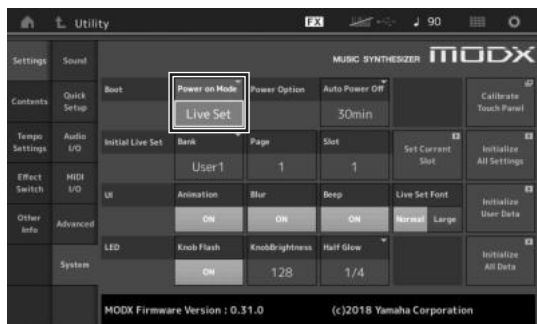 Utility
FX
90
MUSIC SYNTHESIZER MODX
Settings
Sound
Contents
Quick Setup
Tempo Settings
Audio I/O
Effect Switch
MIDI I/O
Other Info
Advanced
System
Boot
Power on Mode
Live Set
Power Option
Auto Power Off
30min
Calibrate Touch Panel
Initial Live Set
Bank
User1
Page
1
Slot
1
Set Current Slot
Initialize All Settings
UI
Animation
ON
Blur
ON
Beep
ON
Live Set Font
Normal Large
Initialize User Data
LED
Knob Flash
ON
KnobBrightness
128
Half Glow
1/4
Initialize All Data
MODX Firmware Version : 0.31.0 (c)2018 Yamaha Corporation